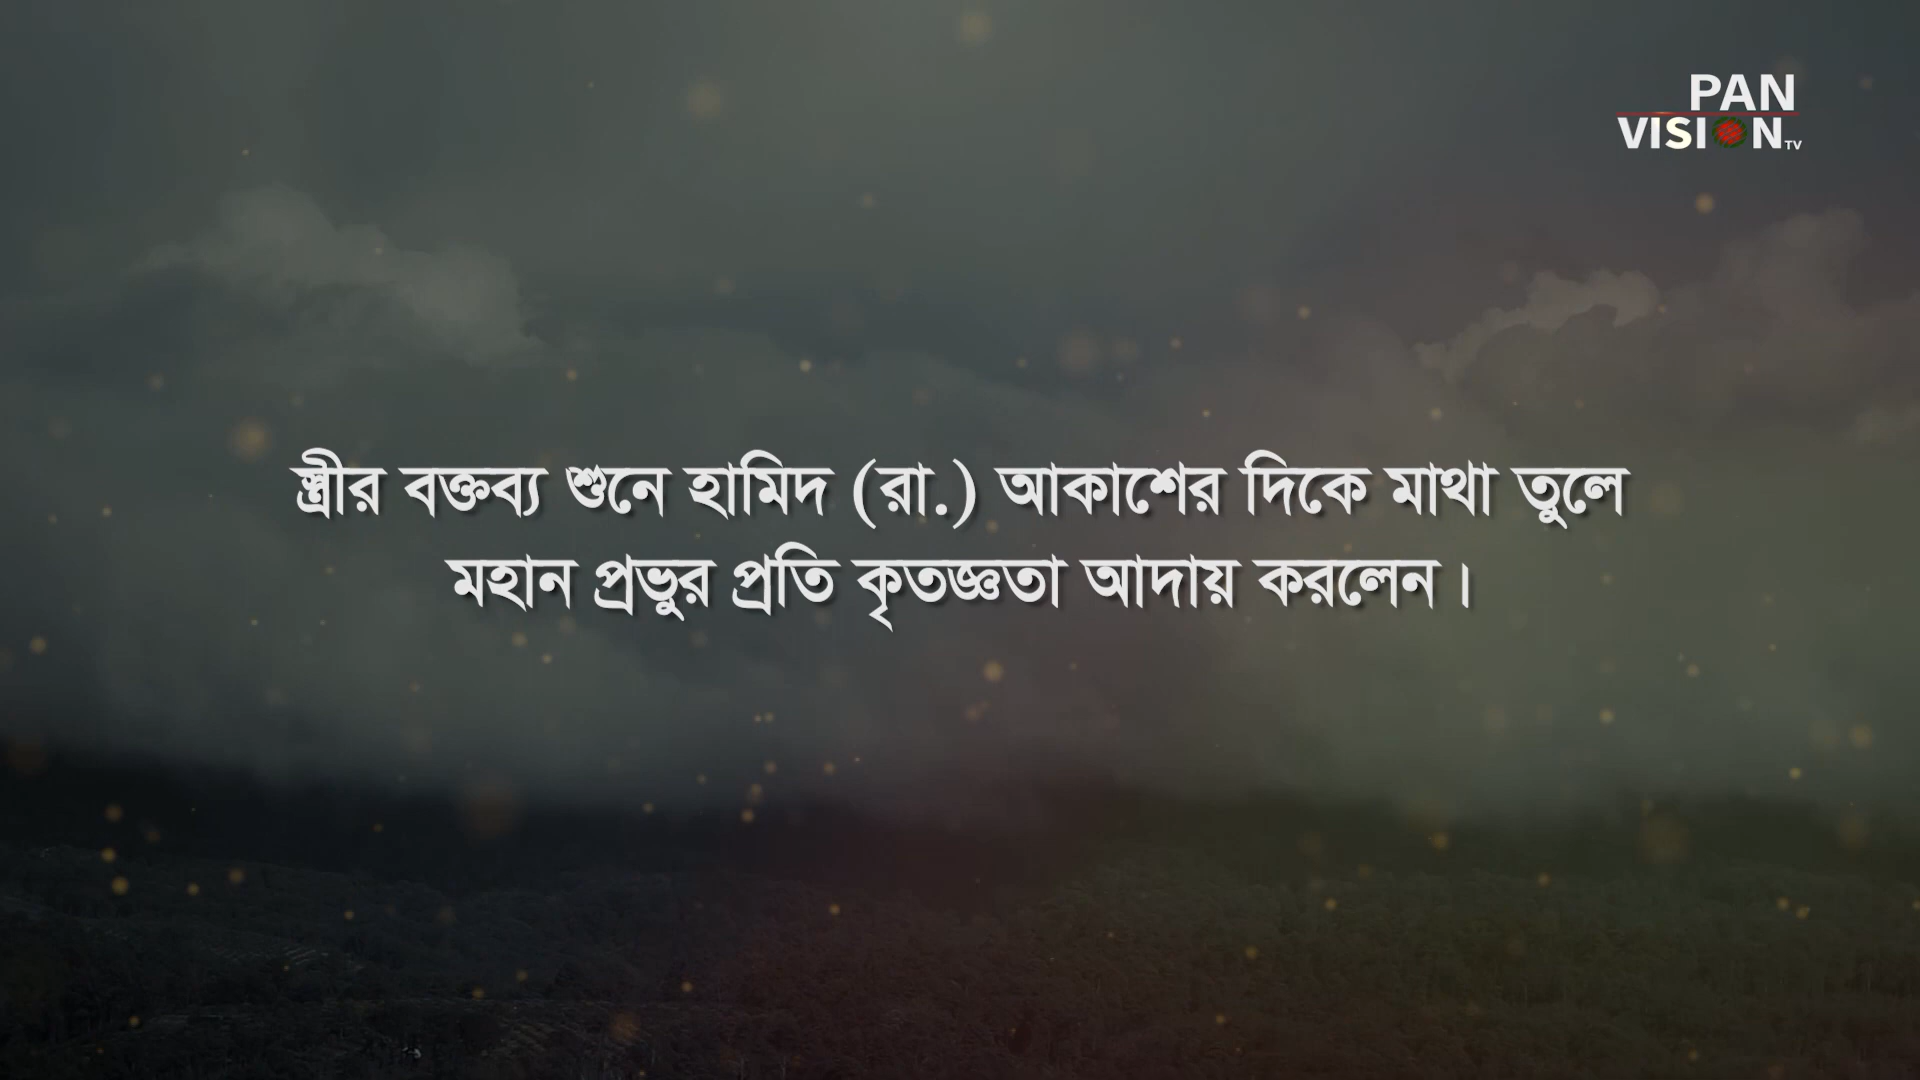 PAN
VISION TV
স্ত্রীর বক্তব্য শুনে হামিদ (রা.) আকাশের দিকে মাথা তুলে
মহান প্রভুর প্রতি কৃতজ্ঞতা আদায় করলেন।